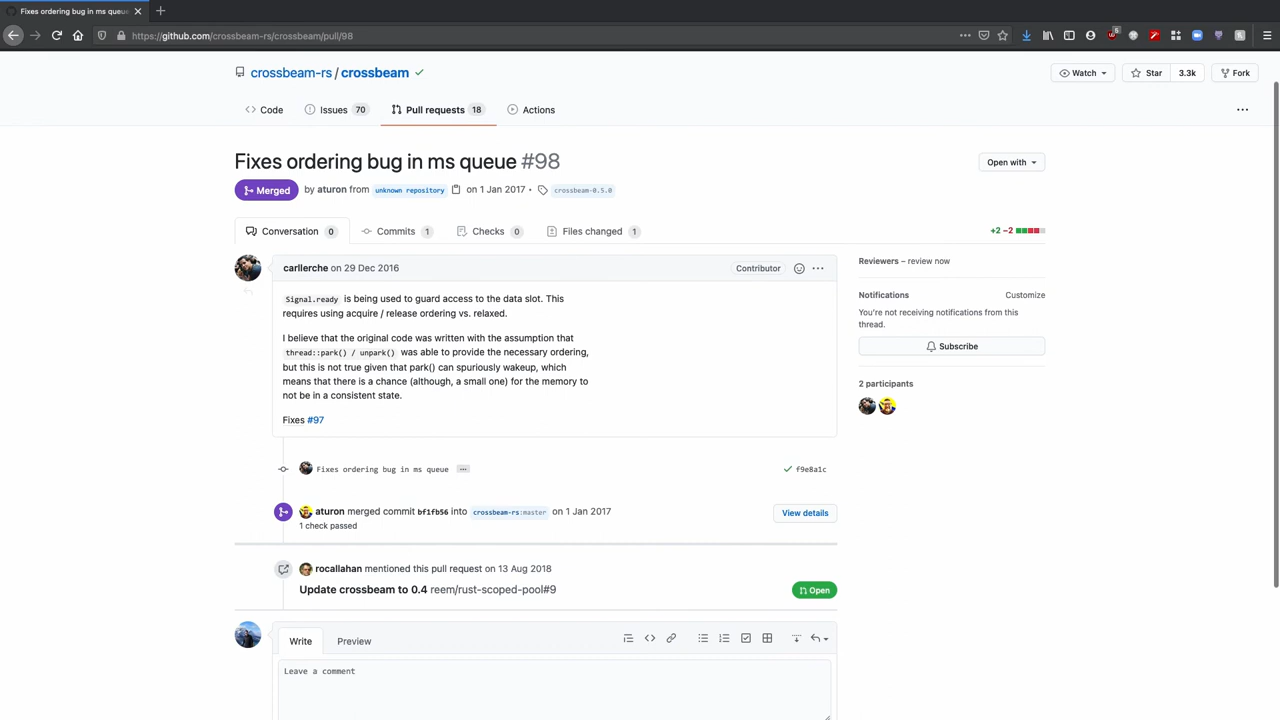 Fixes ordering bug in ms queue
https://github.com/crossbeam-rs/crossbeam/pull/98
6
crossbeam-rs / crossbeam
Watch
Star 3.3k
Fork
Code
Issues 70
Pull requests 18
Actions
Fixes ordering bug in ms queue #98
Open with
Merged by aturon from unknown repository on 1 Jan 2017 • crossbeam-0.5.0
Conversation 0
Commits 1
Checks 0
Files changed 1
+2 −2
carllerche on 29 Dec 2016
Contributor
Signal.ready is being used to guard access to the data slot. This
requires using acquire / release ordering vs. relaxed.
I believe that the original code was written with the assumption that
thread::park() / unpark() was able to provide the necessary ordering,
but this is not true given that park() can spuriously wakeup, which
means that there is a chance (although, a small one) for the memory to
not be in a consistent state.
Fixes #97
Reviewers – review now
Notifications
Customize
You're not receiving notifications from this
thread.
Subscribe
2 participants
Fixes ordering bug in ms queue ...
f9e8a1c
aturon merged commit bf1fb56 into crossbeam-rs:master on 1 Jan 2017
1 check passed
View details
rocallahan mentioned this pull request on 13 Aug 2018
Update crossbeam to 0.4 reem/rust-scoped-pool#9
Open
Write
Preview
Leave a comment